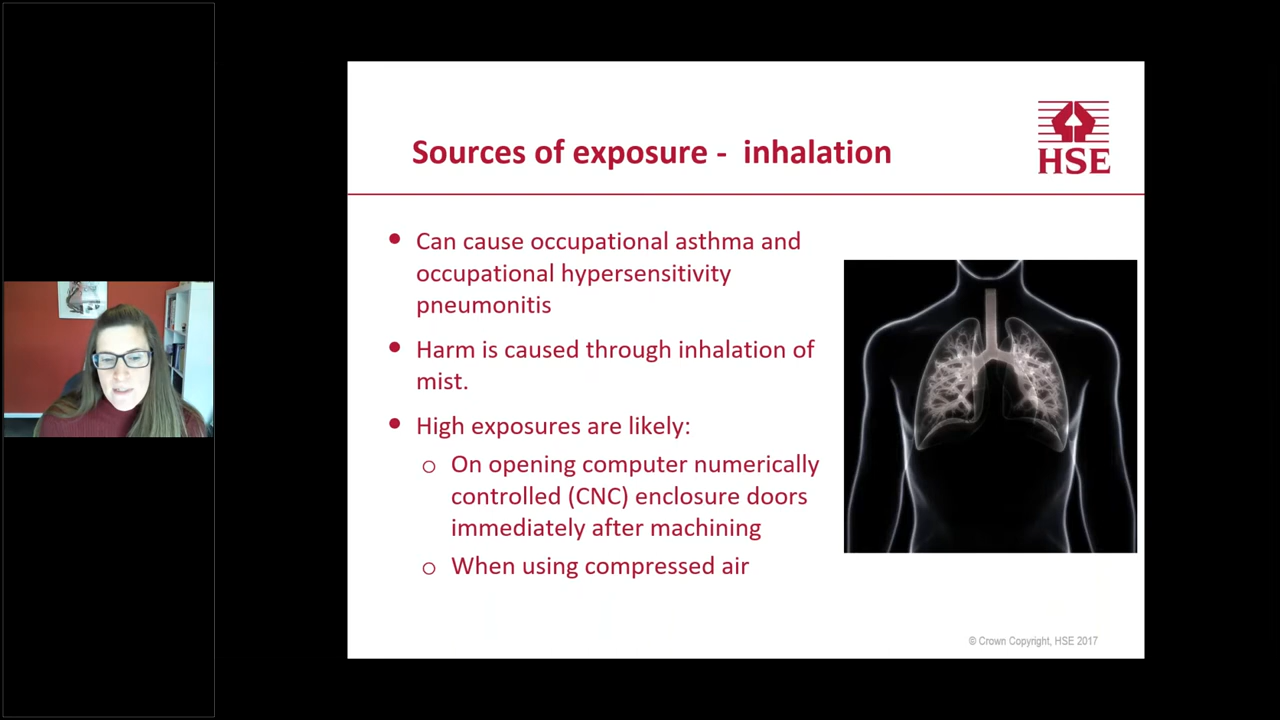 Sources of exposure - inhalation
HSE
• Can cause occupational asthma and
occupational hypersensitivity
pneumonitis
• Harm is caused through inhalation of
mist.
• High exposures are likely:
o On opening computer numerically
controlled (CNC) enclosure doors
immediately after machining
o When using compressed air
© Crown Copyright, HSE 2017